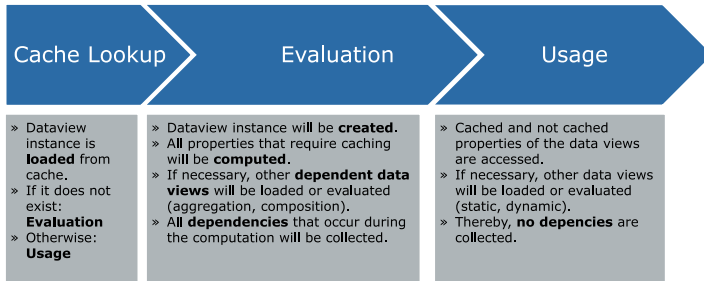 Cache Lookup
Evaluation
Usage
» Dataview
instance is
loaded from
cache.
» If it does not
exist:
Evaluation
» Otherwise:
Usage
» Dataview instance will be created.
» All properties that require caching
will be computed.
» If necessary, other dependent data
views will be loaded or evaluated
(aggregation, composition).
» All dependencies that occur during
the computation will be collected.
» Cached and not cached
properties of the data views
are accessed.
» If necessary, other data views
will be loaded or evaluated
(static, dynamic).
» Thereby, no depencies are
collected.